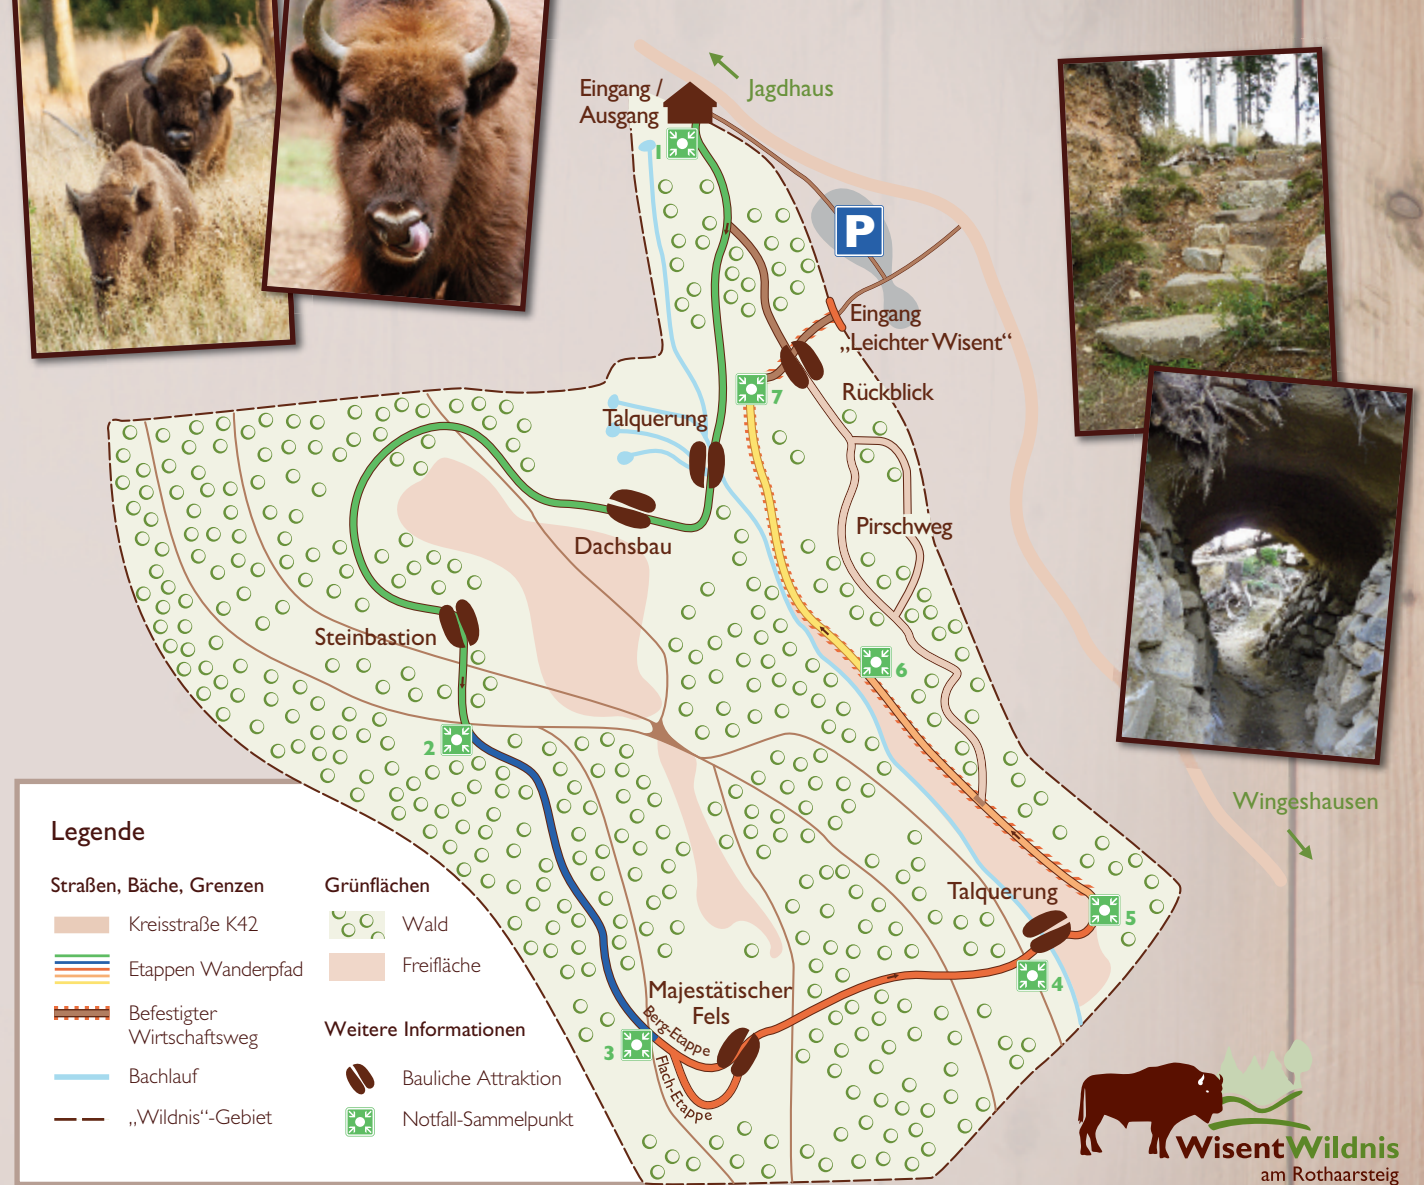 Jagdhaus
Eingang /
Ausgang
1
P
Eingang
„Leichter Wisent“
Rückblick
7
Talquerung
Pirschweg
Dachsbau
Steinbastion
6
2
Wingeshausen
Talquerung
5
4
Majestätischer
Fels
Berg-Etappe
Flach-Etappe
3
Legende
Straßen, Bäche, Grenzen
Kreisstraße K42
Etappen Wanderpfad
Befestigter
Wirtschaftsweg
Bachlauf
„Wildnis“-Gebiet
Grünflächen
Wald
Freifläche
Weitere Informationen
Bauliche Attraktion
Notfall-Sammelpunkt
WisentWildnis
am Rothaarsteig